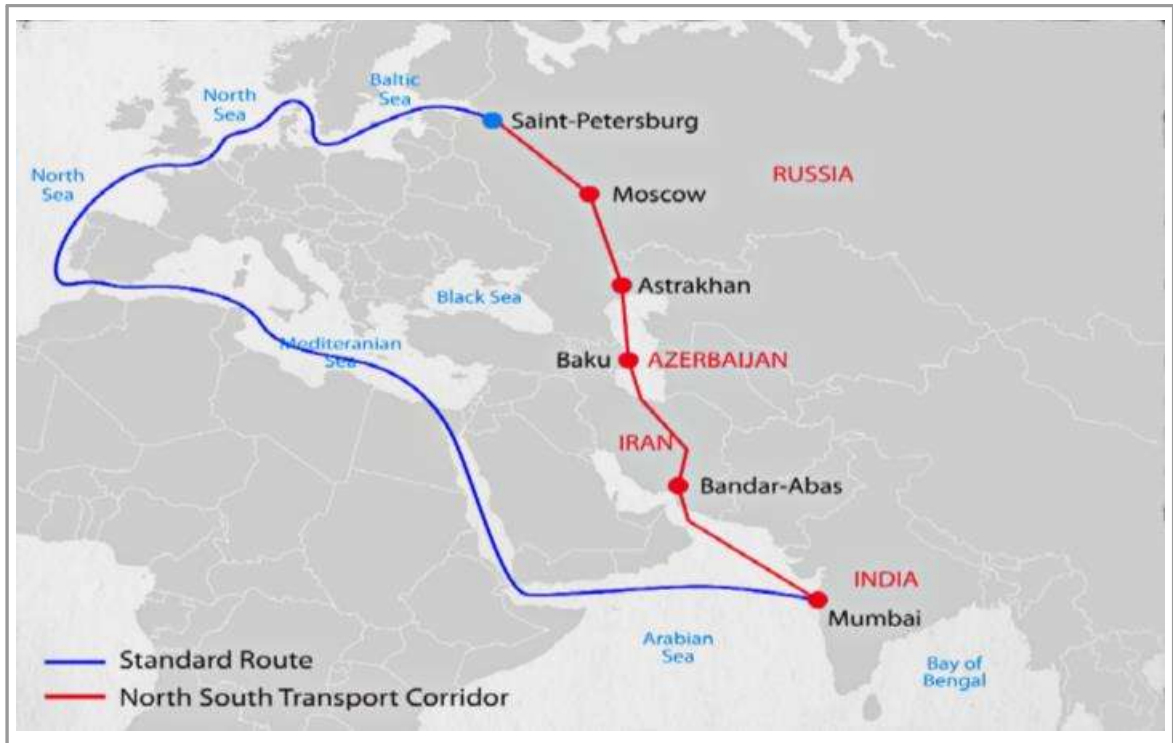 Baltic
Sea
North
Sea
Saint-Petersburg
North
Sea
RUSSIA
Moscow
Astrakhan
Black Sea
Mediteranian
Sea
Baku
AZERBAIJAN
IRAN
Bandar-Abas
INDIA
Mumbai
Arabian
Sea
Bay of
Bengal
Standard Route
North South Transport Corridor